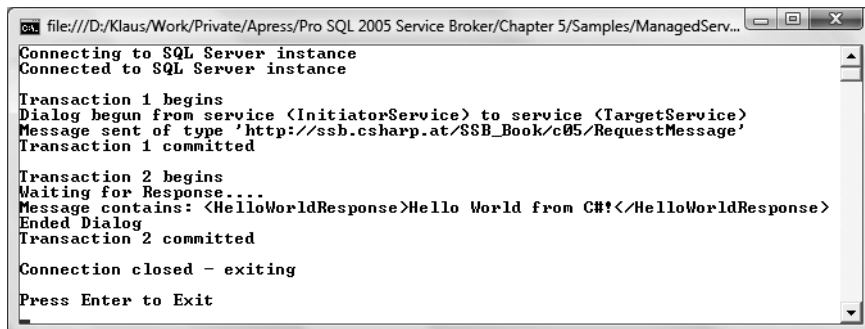 file:///D:/Klaus/Work/Private/Apress/Pro SQL 2005 Service Broker/Chapter 5/Samples/ManagedServ...
Connecting to SQL Server instance
Connected to SQL Server instance
Transaction 1 begins
Dialog begun from service (InitiatorService) to service (TargetService)
Message sent of type 'http://ssb.csharp.at/SSB_Book/c05/RequestMessage'
Transaction 1 committed
Transaction 2 begins
Waiting for Response....
Message contains: <HelloWorldResponse>Hello World from C#!</HelloWorldResponse>
Ended Dialog
Transaction 2 committed
Connection closed - exiting
Press Enter to Exit